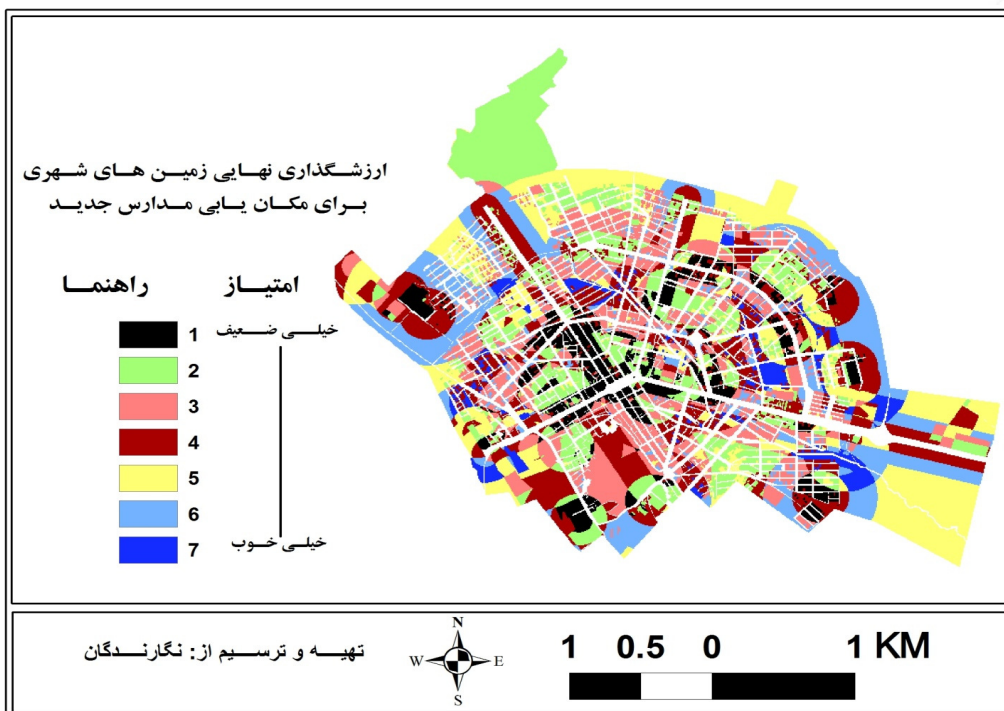 ارزشگذاری نهایی زمین های شهری
برای مکان یابی مدارس جدید
راهنما امتیاز
1 خیلی ضعیف
2
3
4
5
6
7 خیلی خوب
تهیه و ترسیم از: نگارندگان
N
W E
S
1 0.5 0 1 KM